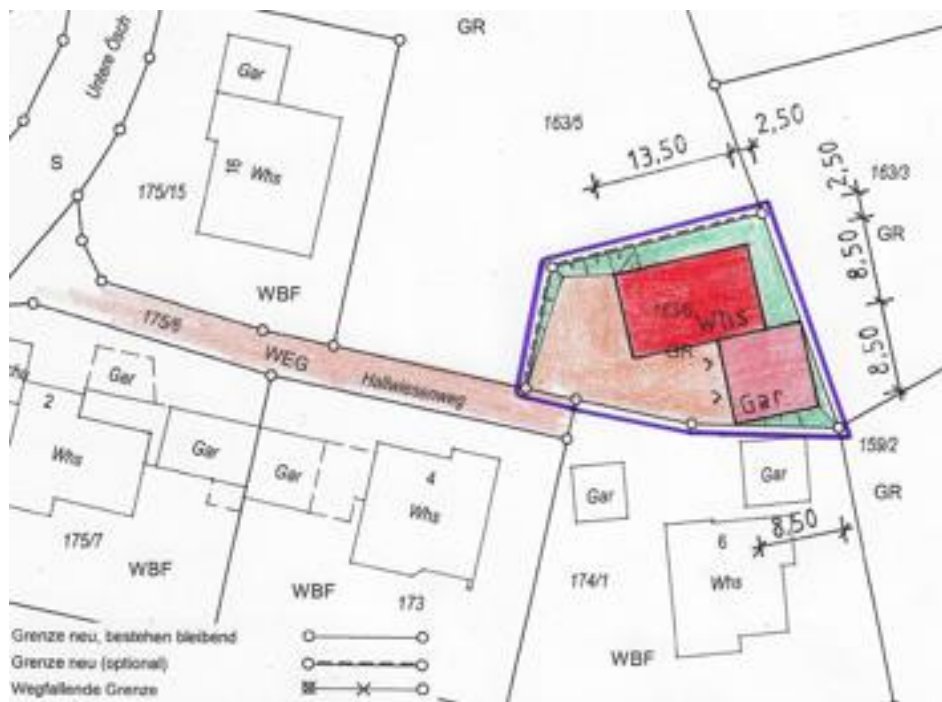 GR
Untere Ösch
Gar
163/5
2,50
13,50
S
16
Whs
175/15
2,50
163/3
GR
8,50
WBF
175/6
WEG
Hallwiesenweg
Whs
GR
Gar
8,50
2
Gar
Gar
Gar
Whs
4
Whs
Gar
Gar
159/2
GR
8,50
6
Whs
175/7
WBF
WBF
173
174/1
WBF
Grenze neu, bestehen bleibend
Grenze neu (optional)
Wegfallende Grenze